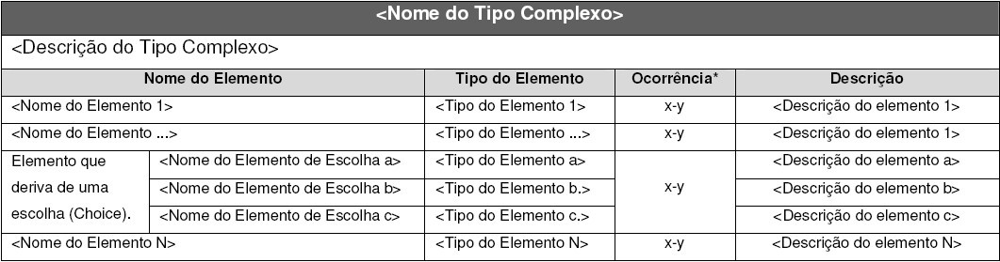 <Nome do Tipo Complexo>
<Descrição do Tipo Complexo>
Nome do Elemento Tipo do Elemento Ocorrência* Descrição
<Nome do Elemento 1> <Tipo do Elemento 1> x-y <Descrição do elemento 1>
<Nome do Elemento ...> <Tipo do Elemento ...> x-y <Descrição do elemento 1>
Elemento que <Nome do Elemento de Escolha a> <Tipo do Elemento a> <Descrição do elemento a>
deriva de uma <Nome do Elemento de Escolha b> <Tipo do Elemento b.> x-y <Descrição do elemento b>
escolha (Choice). <Nome do Elemento de Escolha c> <Tipo do Elemento c.> <Descrição do elemento c>
<Nome do Elemento N> <Tipo do Elemento N> x-y <Descrição do elemento N>